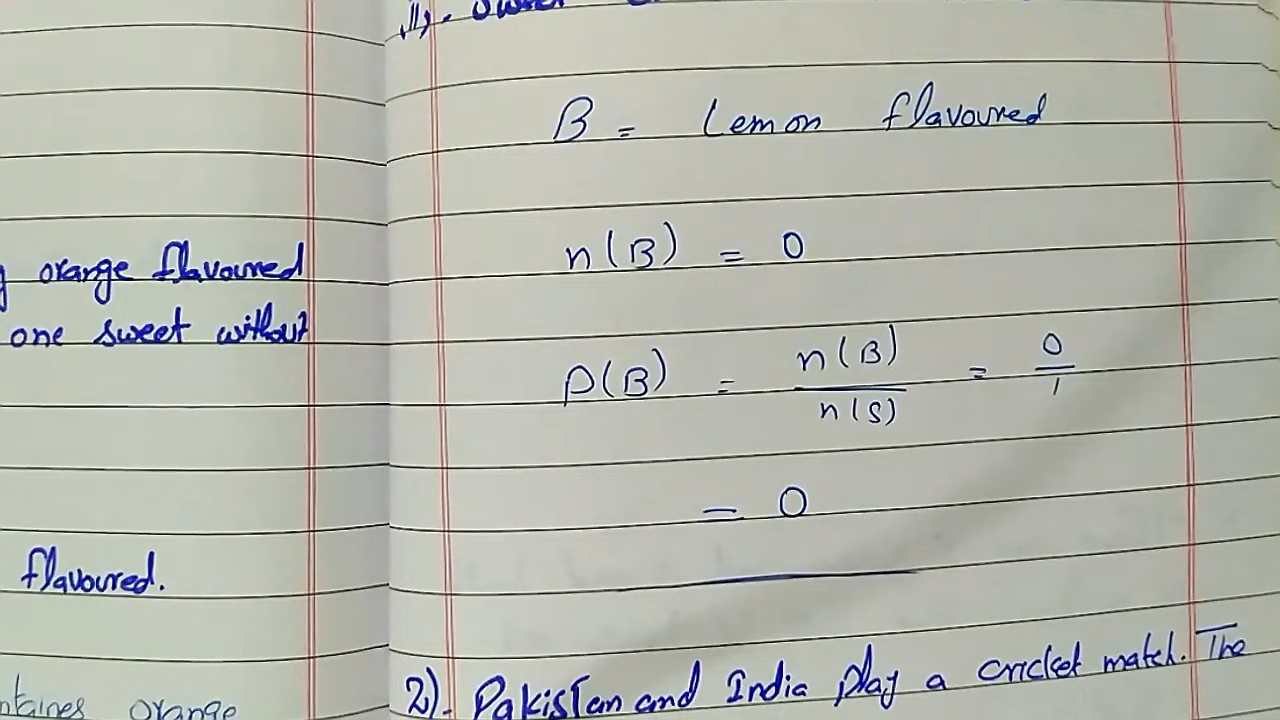 orange flavoured
one sweet without
flavoured.
orange
B = Lemon flavoured
n(B) = 0
P(B) = n(B)/n(S) = 0/1
= 0
2). Pakistan and India play a cricket match. The